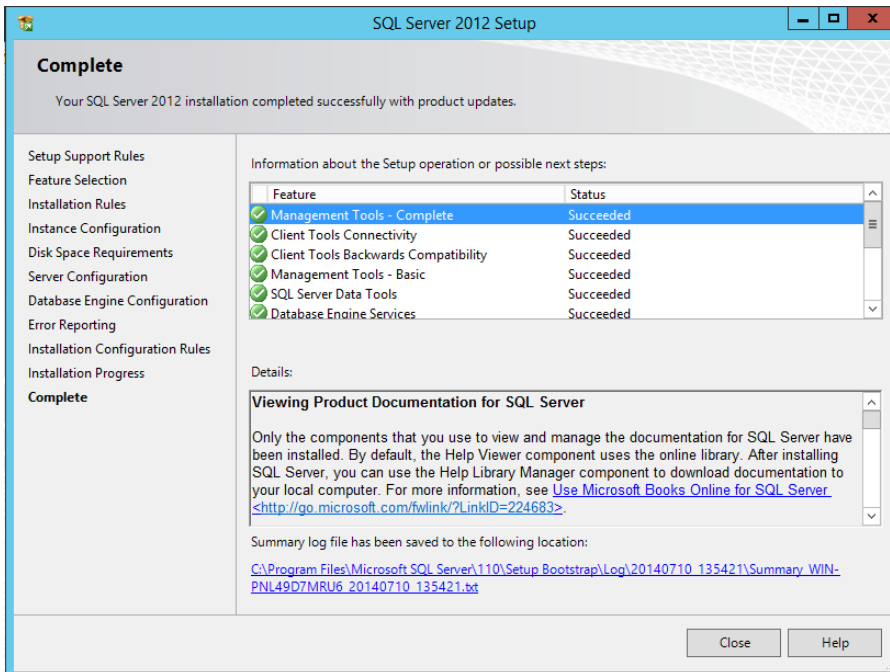 SQL Server 2012 Setup
Complete
Your SQL Server 2012 installation completed successfully with product updates.
Setup Support Rules
Feature Selection
Installation Rules
Instance Configuration
Disk Space Requirements
Server Configuration
Database Engine Configuration
Error Reporting
Installation Configuration Rules
Installation Progress
Complete
Information about the Setup operation or possible next steps:
Feature Status
Management Tools - Complete Succeeded
Client Tools Connectivity Succeeded
Client Tools Backwards Compatibility Succeeded
Management Tools - Basic Succeeded
SQL Server Data Tools Succeeded
Database Engine Services Succeeded
Details:
Viewing Product Documentation for SQL Server
Only the components that you use to view and manage the documentation for SQL Server have
been installed. By default, the Help Viewer component uses the online library. After installing
SQL Server, you can use the Help Library Manager component to download documentation to
your local computer. For more information, see Use Microsoft Books Online for SQL Server
<http://go.microsoft.com/fwlink/?LinkID=224683>.
Summary log file has been saved to the following location:
C:\Program Files\Microsoft SQL Server\110\Setup Bootstrap\Log\20140710_135421\Summary_WIN-
PNL49D7MRU6_20140710_135421.txt
Close Help